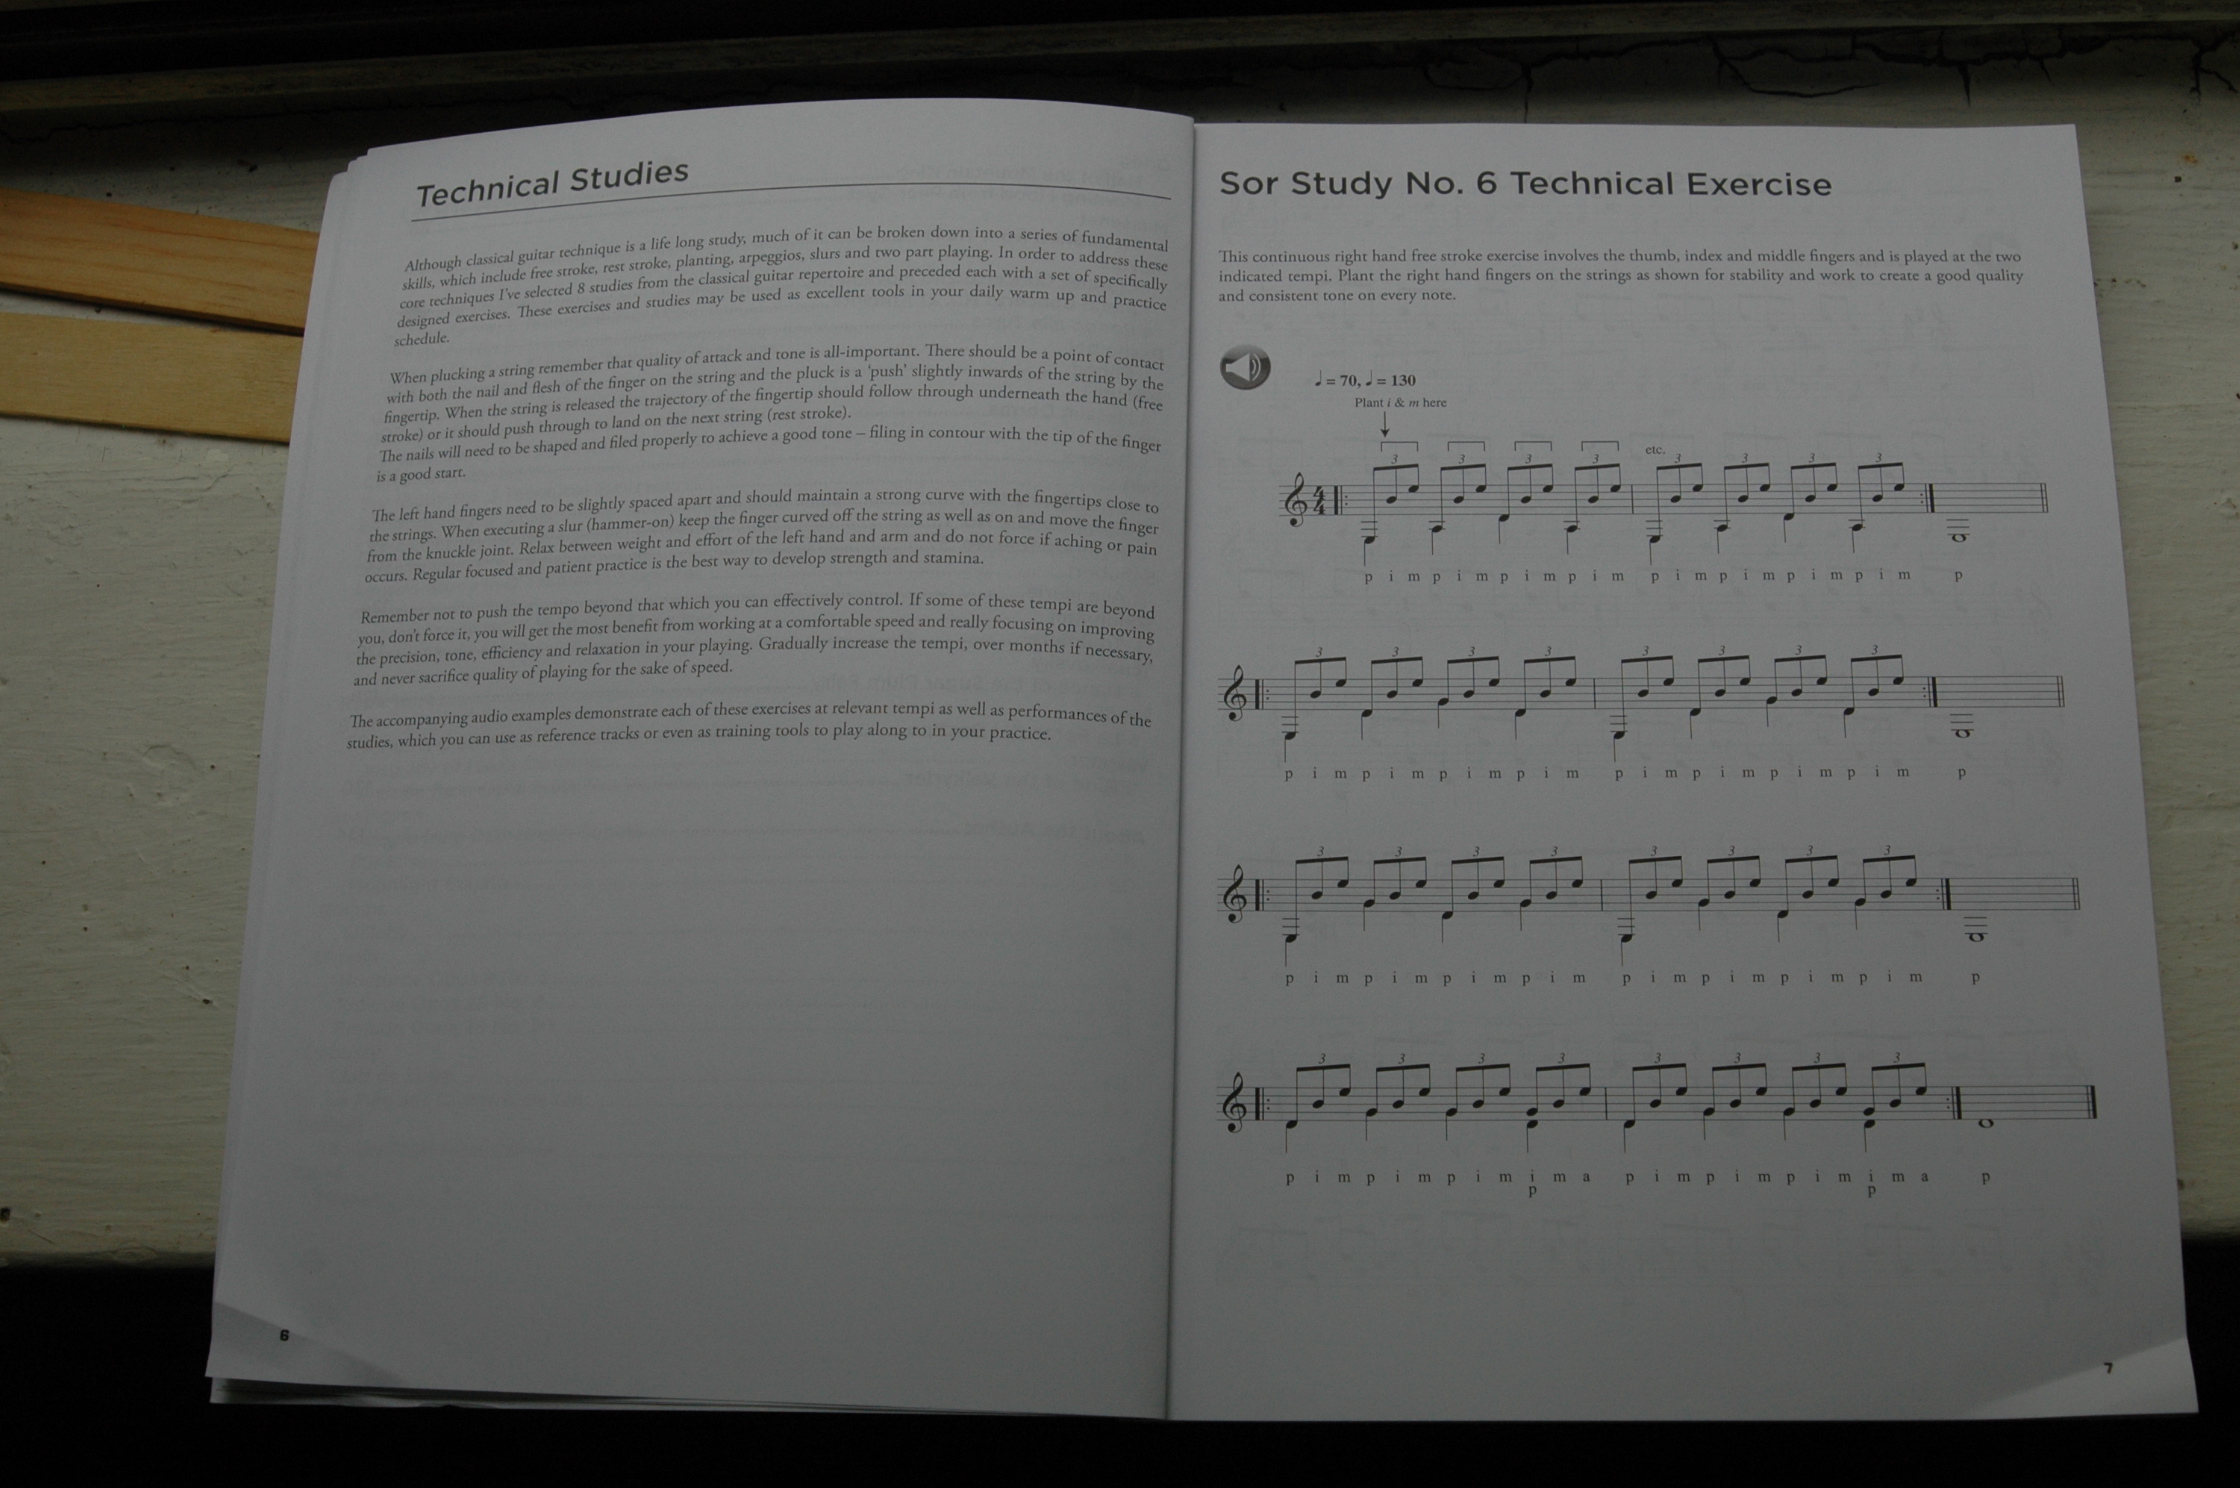 Technical Studies
Although classical guitar technique is a life long study, much of it can be broken down into a series of fundamental
skills, which include free stroke, rest stroke, planting, arpeggios, slurs and two part playing. In order to address these
core techniques I've selected 8 studies from the classical guitar repertoire and preceded each with a set of specifically
designed exercises. These exercises and studies may be used as excellent tools in your daily warm up and practice
schedule.
When plucking a string remember that quality of attack and tone is all-important. There should be a point of contact
with both the nail and flesh of the finger on the string and the pluck is a 'push' slightly inwards of the string by the
fingertip. When the string is released the trajectory of the fingertip should follow through underneath the hand (free
stroke) or it should push through to land on the next string (rest stroke).
The nails will need to be shaped and filed properly to achieve a good tone – filing in contour with the tip of the finger
is a good start.
The left hand fingers need to be slightly spaced apart and should maintain a strong curve with the fingertips close to
the strings. When executing a slur (hammer-on) keep the finger curved off the string as well as on and move the finger
from the knuckle joint. Relax between weight and effort of the left hand and arm and do not force if aching or pain
occurs. Regular focused and patient practice is the best way to develop strength and stamina.
Remember not to push the tempo beyond that which you can effectively control. If some of these tempi are beyond
you, don't force it, you will get the most benefit from working at a comfortable speed and really focusing on improving
the precision, tone, efficiency and relaxation in your playing. Gradually increase the tempi, over months if necessary,
and never sacrifice quality of playing for the sake of speed.
The accompanying audio examples demonstrate each of these exercises at relevant tempi as well as performances of the
studies, which you can use as reference tracks or even as training tools to play along to in your practice.
6
Sor Study No. 6 Technical Exercise
This continuous right hand free stroke exercise involves the thumb, index and middle fingers and is played at the two
indicated tempi. Plant the right hand fingers on the strings as shown for stability and work to create a good quality
and consistent tone on every note.
♩ = 70, ♩ = 130
Plant i & m here
etc.
3 3 3 3 3 3 3 3
4
4
p i m p i m p i m p i m p i m p i m p i m p i m p
3 3 3 3 3 3 3 3
p i m p i m p i m p i m p i m p i m p i m p i m p
3 3 3 3 3 3 3 3
p i m p i m p i m p i m p i m p i m p i m p i m p
3 3 3 3 3 3 3 3
p i m p i m p i m i m a p i m p i m p i m i m a p
p p
7